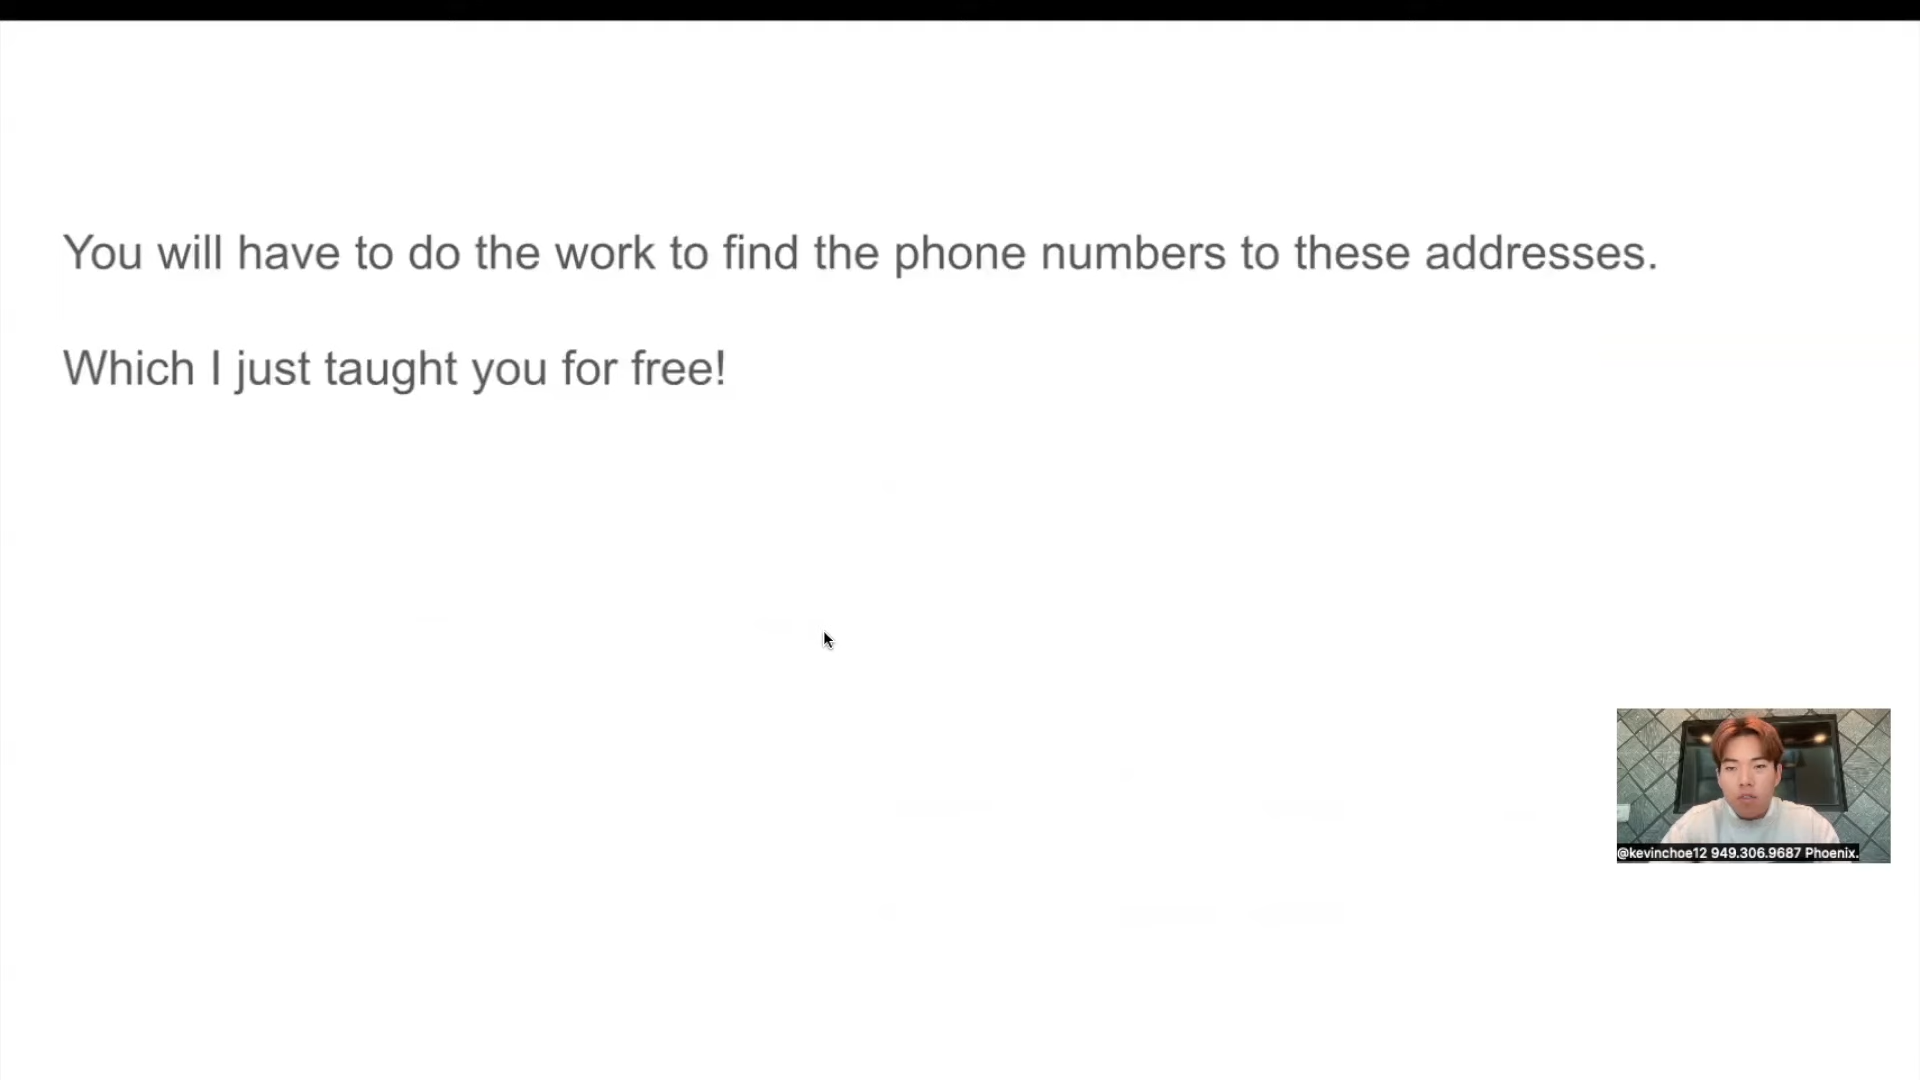 You will have to do the work to find the phone numbers to these addresses.
Which I just taught you for free!
@kevinchoe12 949.306.9687 Phoenix.